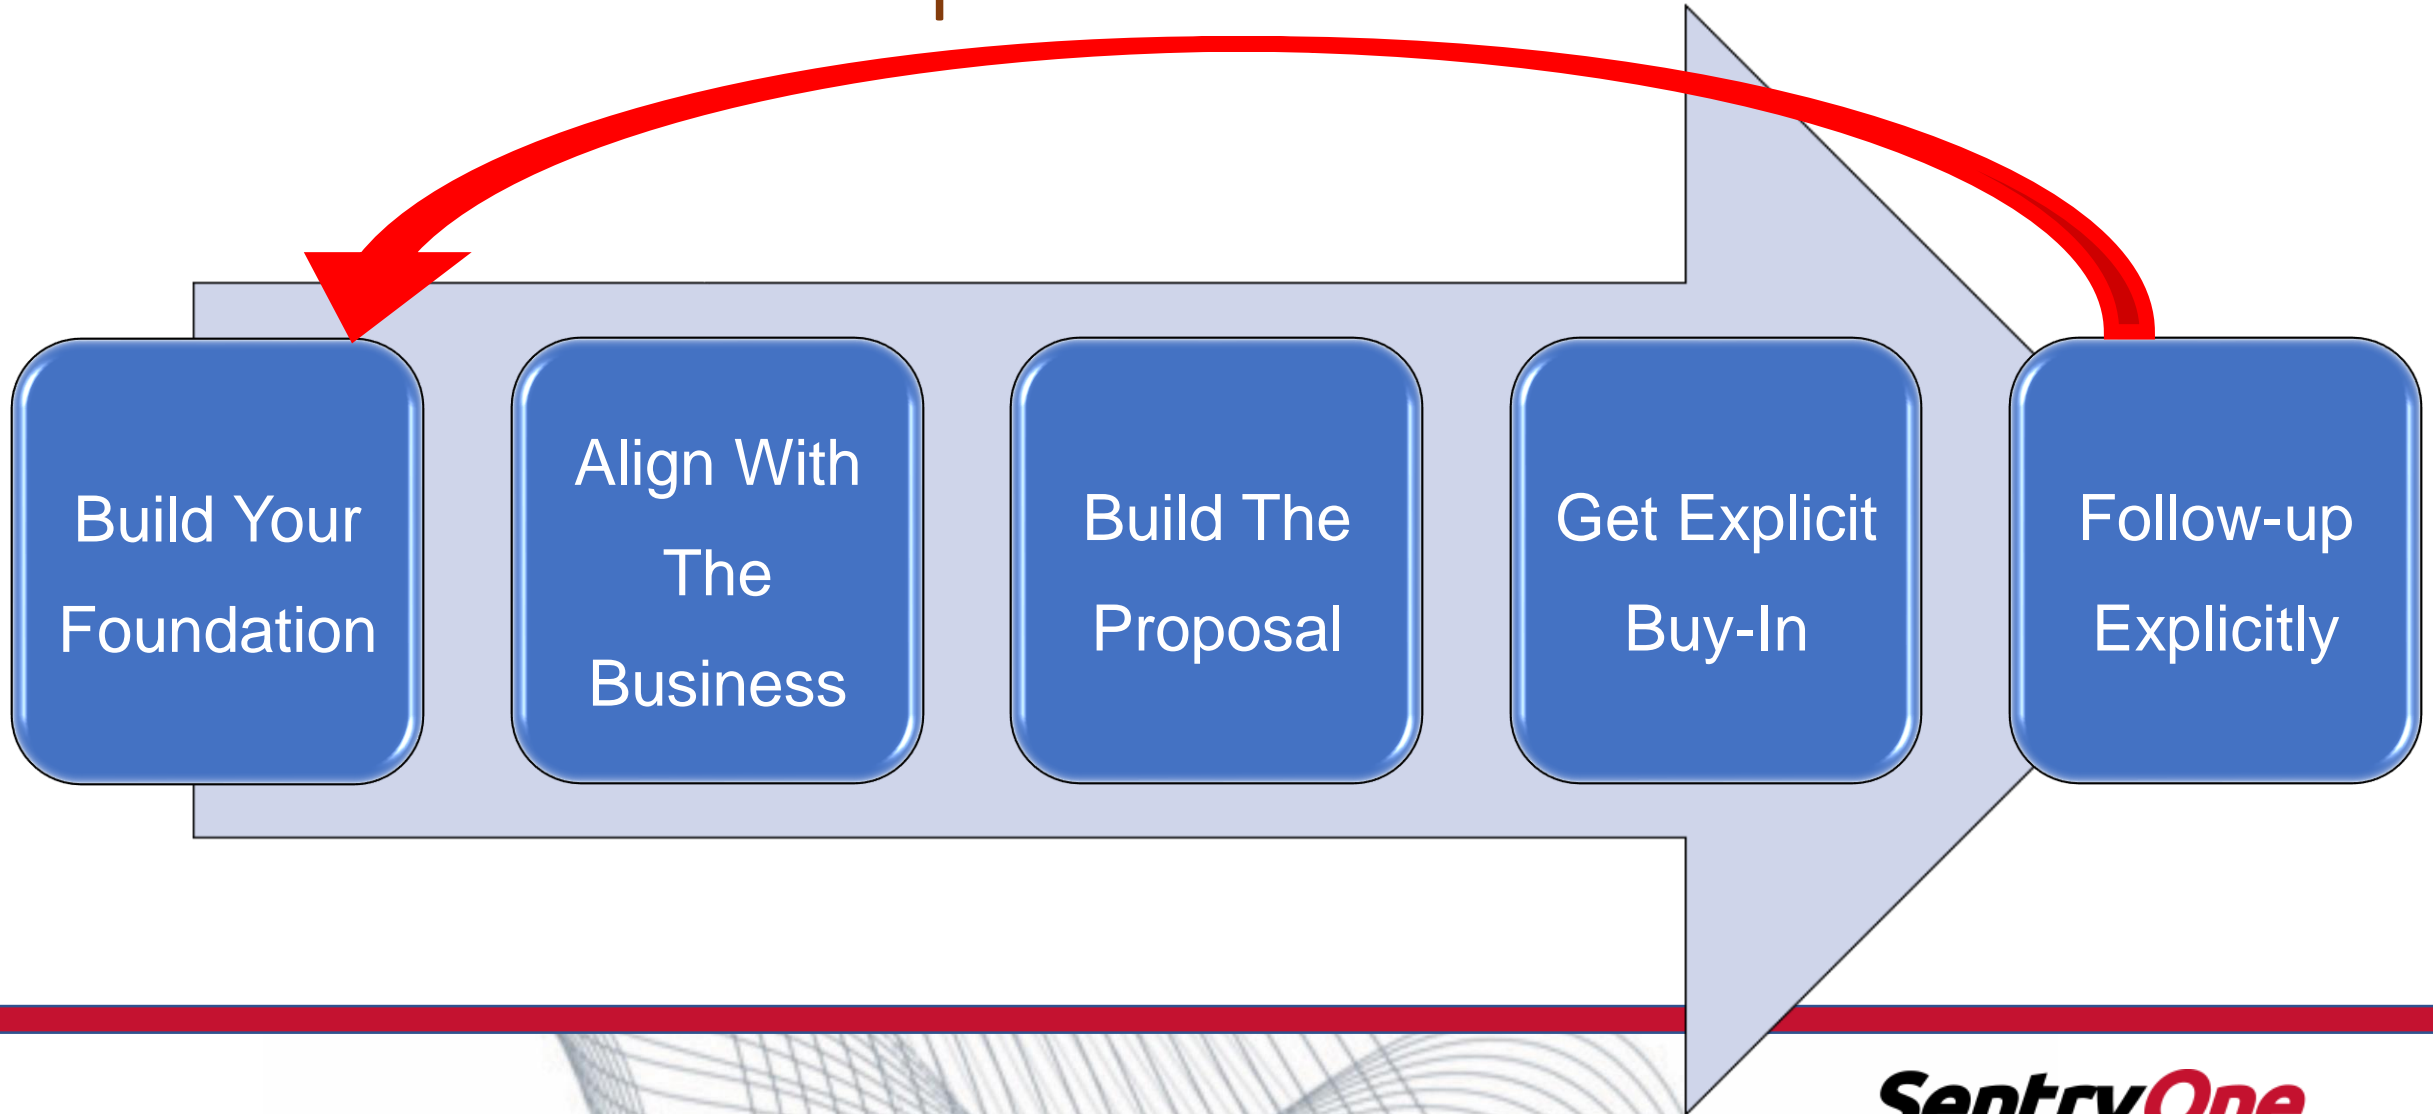 Build Your
Foundation
Align With
The
Business
Build The
Proposal
Get Explicit
Buy-In
Follow-up
Explicitly
SentryOne